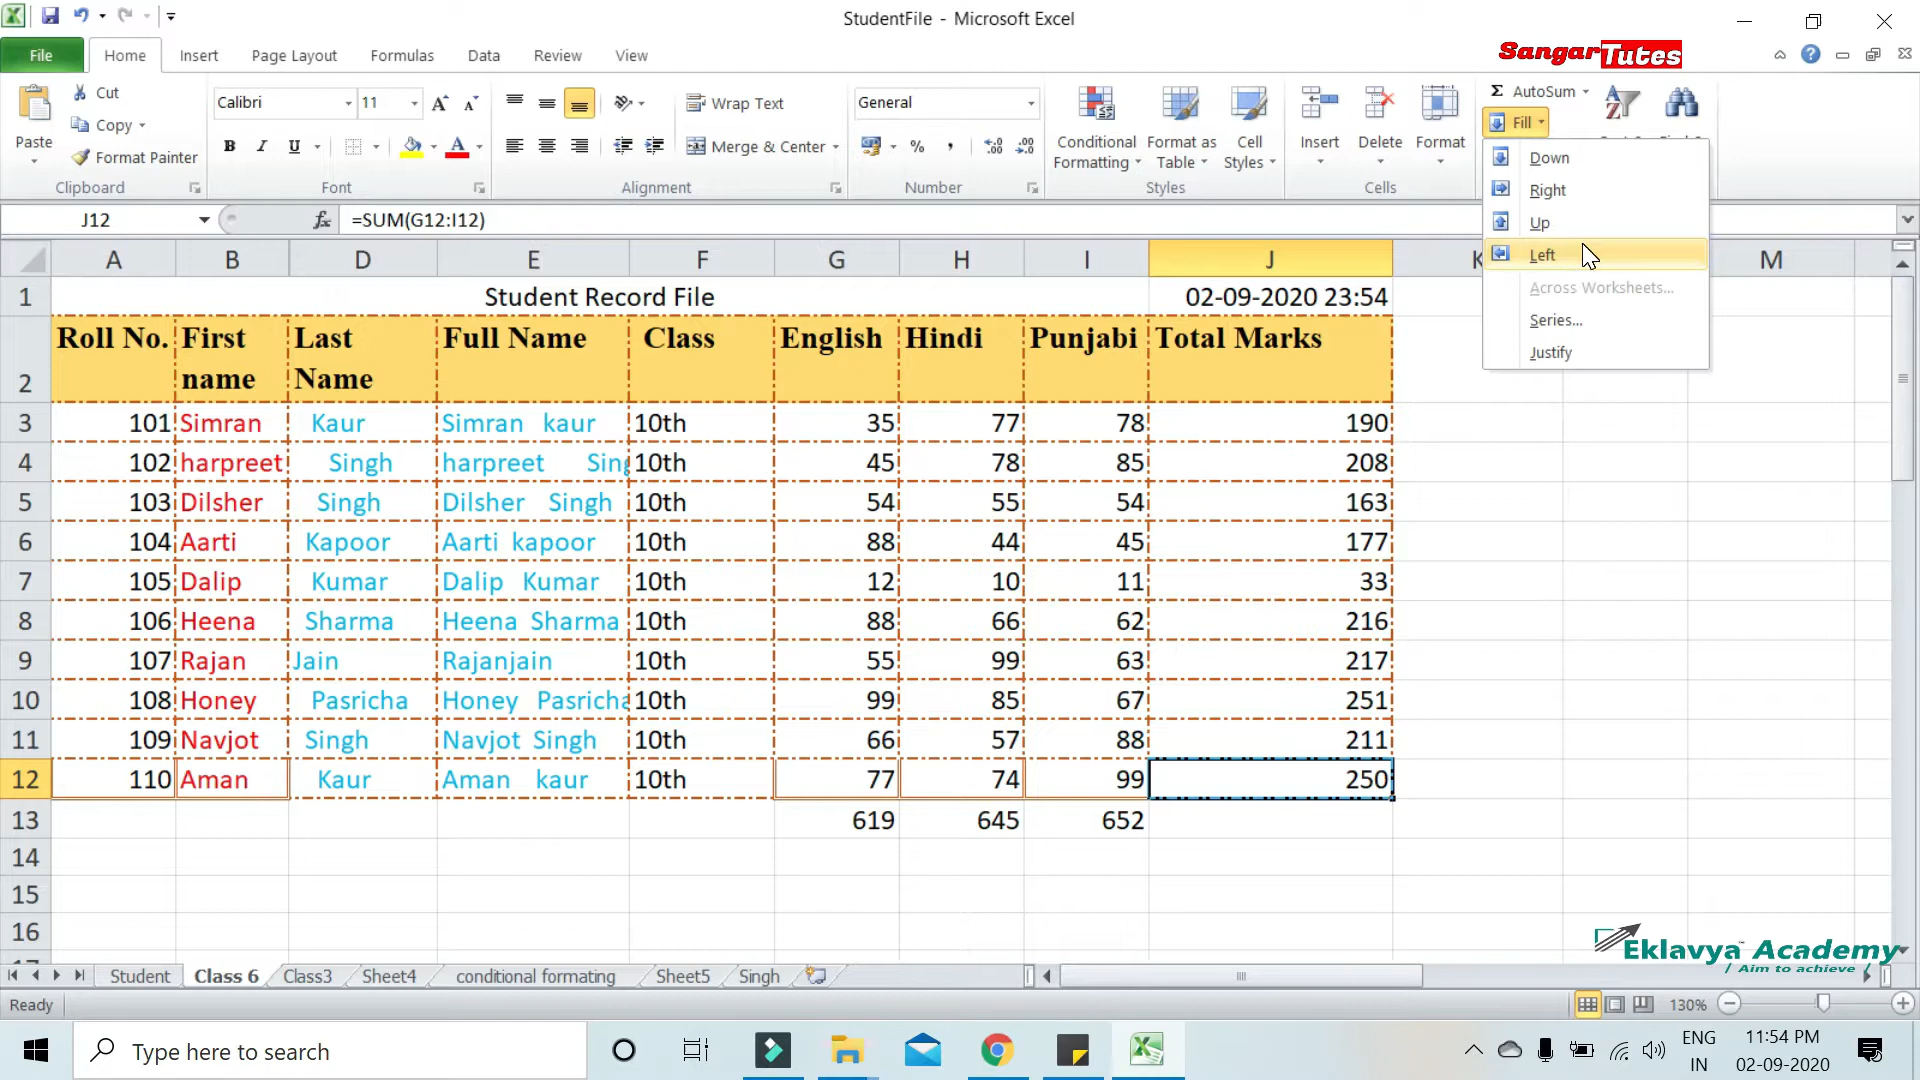 StudentFile - Microsoft Excel
SangarTutes
File Home Insert Page Layout Formulas Data Review View
Cut
Copy
Format Painter
Paste
Clipboard
Calibri 11
B I U A
Font
Wrap Text
Merge & Center
Alignment
General
% ,
Number
Conditional Formatting
Format as Table
Cell Styles
Styles
Insert Delete Format
Cells
Σ AutoSum
Fill
Down
Right
Up
Left
Across Worksheets...
Series...
Justify
J12 fx =SUM(G12:I12)
A B D E F G H I J M
1 Student Record File 02-09-2020 23:54
2 Roll No. First name Last Name Full Name Class English Hindi Punjabi Total Marks
3 101 Simran Kaur Simran kaur 10th 35 77 78 190
4 102 harpreet Singh harpreet 10th 45 78 85 208
5 103 Dilsher Singh Dilsher Singh 10th 54 55 54 163
6 104 Aarti Kapoor Aarti kapoor 10th 88 44 45 177
7 105 Dalip Kumar Dalip Kumar 10th 12 10 11 33
8 106 Heena Sharma Heena Sharma 10th 88 66 62 216
9 107 Rajan Jain Rajanjain 10th 55 99 63 217
10 108 Honey Pasricha Honey Pasricha 10th 99 85 67 251
11 109 Navjot Singh Navjot Singh 10th 66 57 88 211
12 110 Aman Kaur Aman kaur 10th 77 74 99 250
13 619 645 652
14
15
16
Eklavya Academy
/ Aim to achieve /
Student Class 6 Class3 Sheet4 conditional formating Sheet5 Singh
Ready 130%
Type here to search
ENG
IN
11:54 PM
02-09-2020